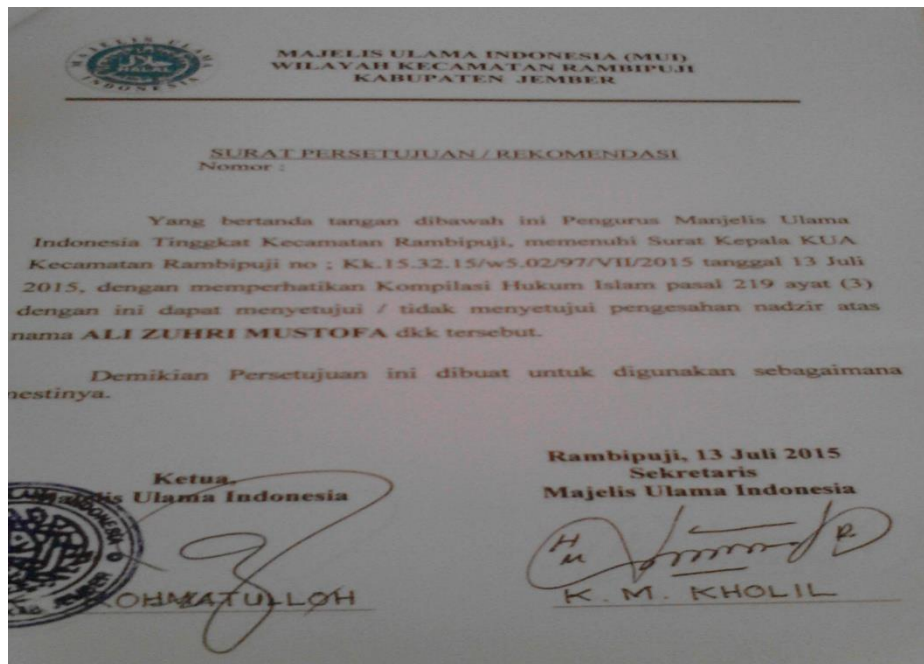 MAJELIS ULAMA INDONESIA
HALAL
MAJELIS ULAMA INDONESIA (MUI)
WILAYAH KECAMATAN RAMBIPUJI
KABUPATEN JEMBER
SURAT PERSETUJUAN / REKOMENDASI
Nomor :
Yang bertanda tangan dibawah ini Pengurus Manjelis Ulama
Indonesia Tinggkat Kecamatan Rambipuji, memenuhi Surat Kepala KUA
Kecamatan Rambipuji no ; Kk.15.32.15/w5.02/97/VII/2015 tanggal 13 Juli
2015, dengan memperhatikan Kompilasi Hukum Islam pasal 219 ayat (3)
dengan ini dapat menyetujui / tidak menyetujui pengesahan nadzir atas
nama ALI ZUHRI MUSTOFA dkk tersebut.
Demikian Persetujuan ini dibuat untuk digunakan sebagaimana
mestinya.
Rambipuji, 13 Juli 2015
Ketua,
Majelis Ulama Indonesia
ROHMATULLOH
Sekretaris
Majelis Ulama Indonesia
K. M. KHOLIL